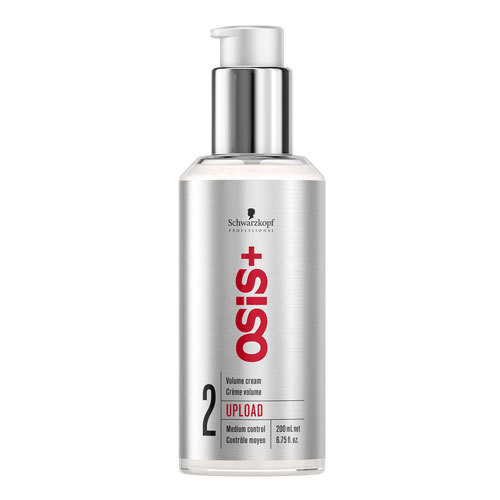 Schwarzkopf
PROFESSIONAL
OSiS+
Volume cream
Crème volume
2
UPLOAD
Medium control
Contrôle moyen
200 mL net
6.75 fl. oz.